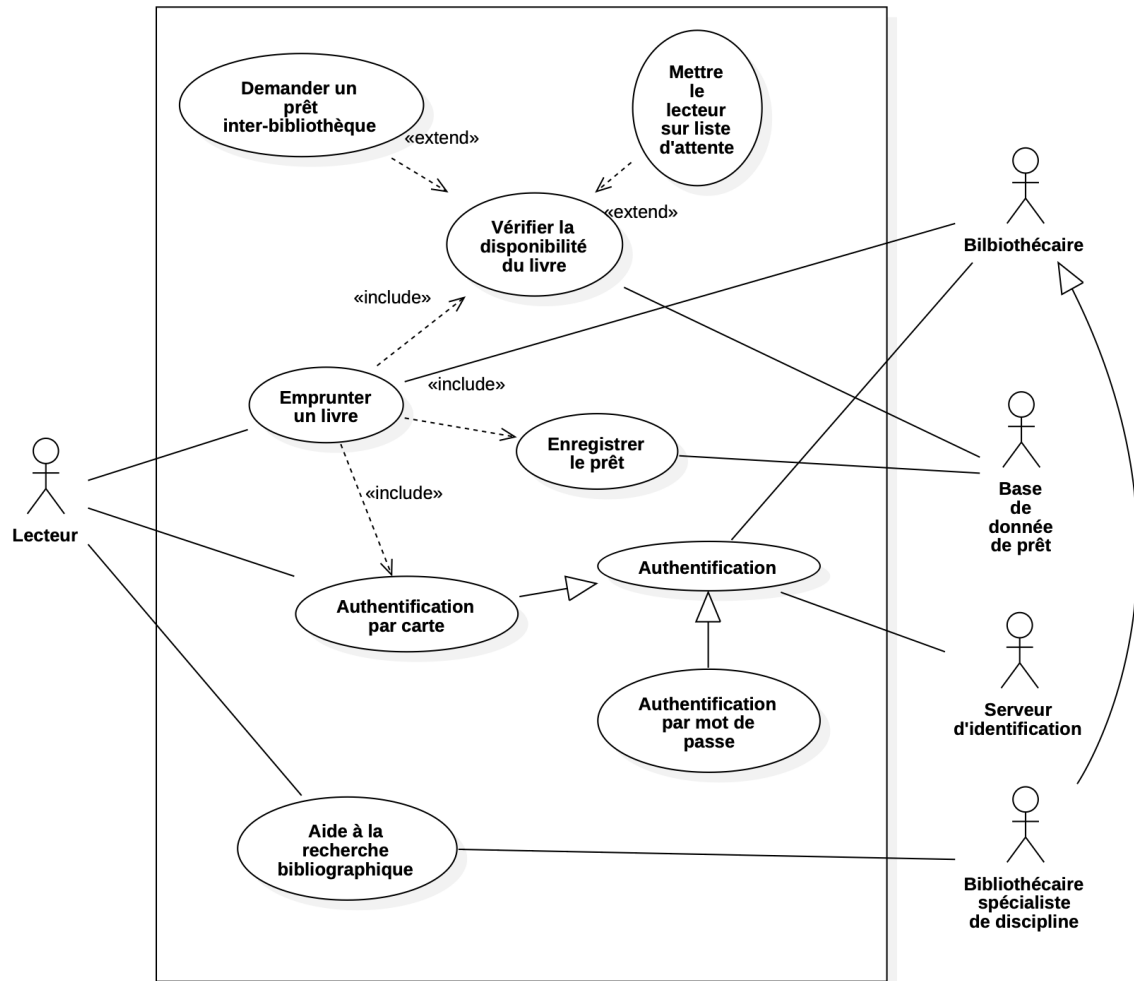 Demander un
prêt
inter-bibliothèque
Mettre
le
lecteur
sur liste
d'attente
«extend»
«extend»
Vérifier la
disponibilité
du livre
Bilbiothécaire
«include»
Emprunter
un livre
«include»
Enregistrer
le prêt
«include»
Lecteur
Base
de
donnée
de prêt
Authentification
Authentification
par carte
Authentification
par mot de
passe
Serveur
d'identification
Aide à la
recherche
bibliographique
Bibliothécaire
spécialiste
de discipline